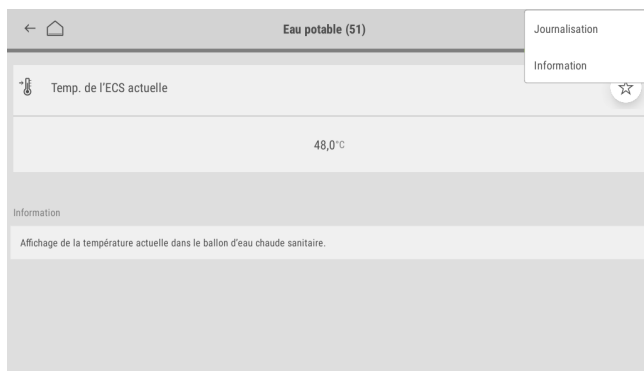 Eau potable (51)
Journalisation
Information
Temp. de l'ECS actuelle
48,0°C
Information
Affichage de la température actuelle dans le ballon d'eau chaude sanitaire.